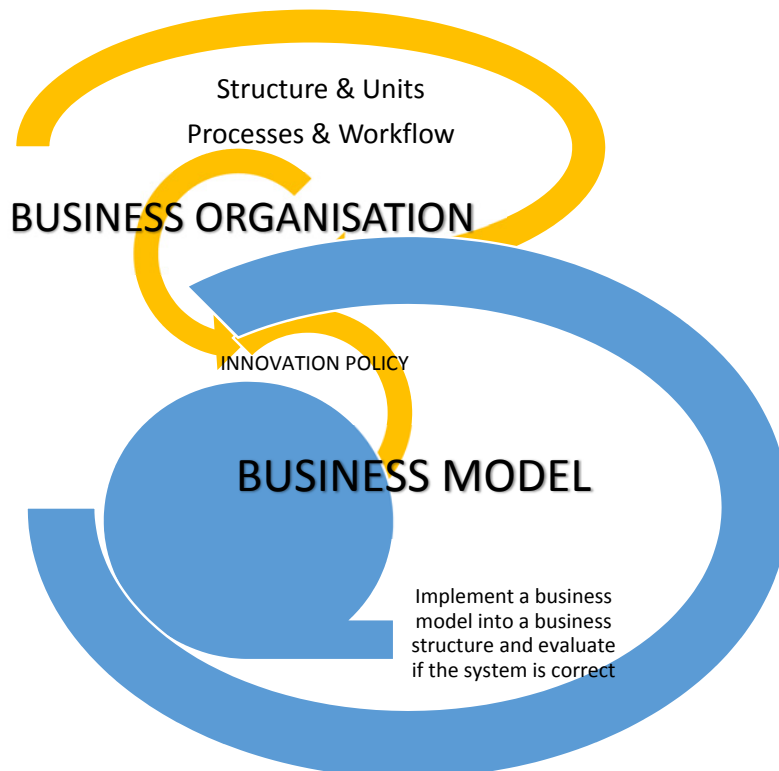 Structure & Units
Processes & Workflow
BUSINESS ORGANISATION
INNOVATION POLICY
BUSINESS MODEL
Implement a business
model into a business
structure and evaluate
if the system is correct